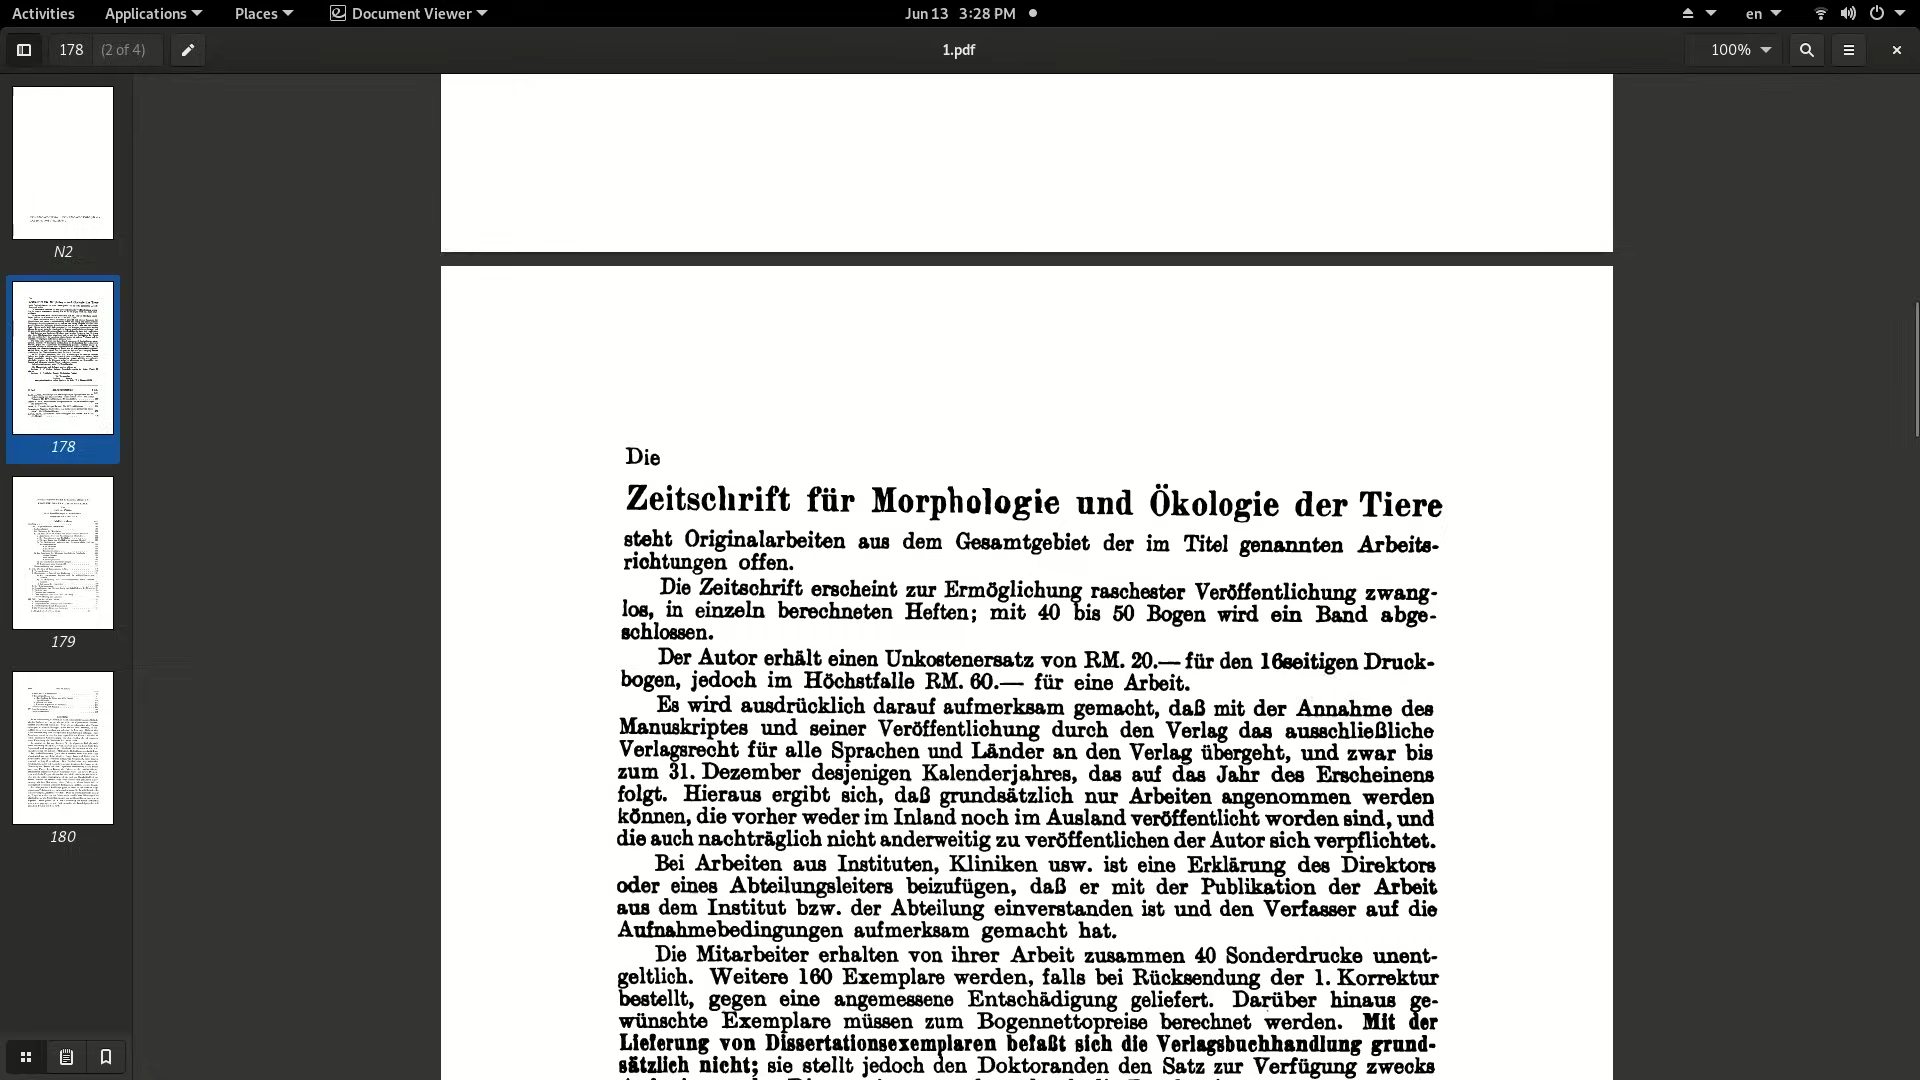 Activities Applications Places Document Viewer Jun 13 3:28 PM en
178 (2 of 4) 1.pdf 100%
N2
178
179
180
Die
Zeitschrift für Morphologie und Ökologie der Tiere
steht Originalarbeiten aus dem Gesamtgebiet der im Titel genannten Arbeits-
richtungen offen.
Die Zeitschrift erscheint zur Ermöglichung raschester Veröffentlichung zwang-
los, in einzeln berechneten Heften; mit 40 bis 50 Bogen wird ein Band abge-
schlossen.
Der Autor erhält einen Unkostenersatz von RM. 20.— für den 16seitigen Druck-
bogen, jedoch im Höchstfalle RM. 60.— für eine Arbeit.
Es wird ausdrücklich darauf aufmerksam gemacht, daß mit der Annahme des
Manuskriptes und seiner Veröffentlichung durch den Verlag das ausschließliche
Verlagsrecht für alle Sprachen und Länder an den Verlag übergeht, und zwar bis
zum 31. Dezember desjenigen Kalenderjahres, das auf das Jahr des Erscheinens
folgt. Hieraus ergibt sich, daß grundsätzlich nur Arbeiten angenommen werden
können, die vorher weder im Inland noch im Ausland veröffentlicht worden sind, und
die auch nachträglich nicht anderweitig zu veröffentlichen der Autor sich verpflichtet.
Bei Arbeiten aus Instituten, Kliniken usw. ist eine Erklärung des Direktors
oder eines Abteilungsleiters beizufügen, daß er mit der Publikation der Arbeit
aus dem Institut bzw. der Abteilung einverstanden ist und den Verfasser auf die
Aufnahmebedingungen aufmerksam gemacht hat.
Die Mitarbeiter erhalten von ihrer Arbeit zusammen 40 Sonderdrucke unent-
geltlich. Weitere 160 Exemplare werden, falls bei Rücksendung der 1. Korrektur
bestellt, gegen eine angemessene Entschädigung geliefert. Darüber hinaus ge-
wünschte Exemplare müssen zum Bogennettopreise berechnet werden. Mit der
Lieferung von Dissertationsexemplaren befaßt sich die Verlagsbuchhandlung grund-
sätzlich nicht; sie stellt jedoch den Doktoranden den Satz zur Verfügung zwecks